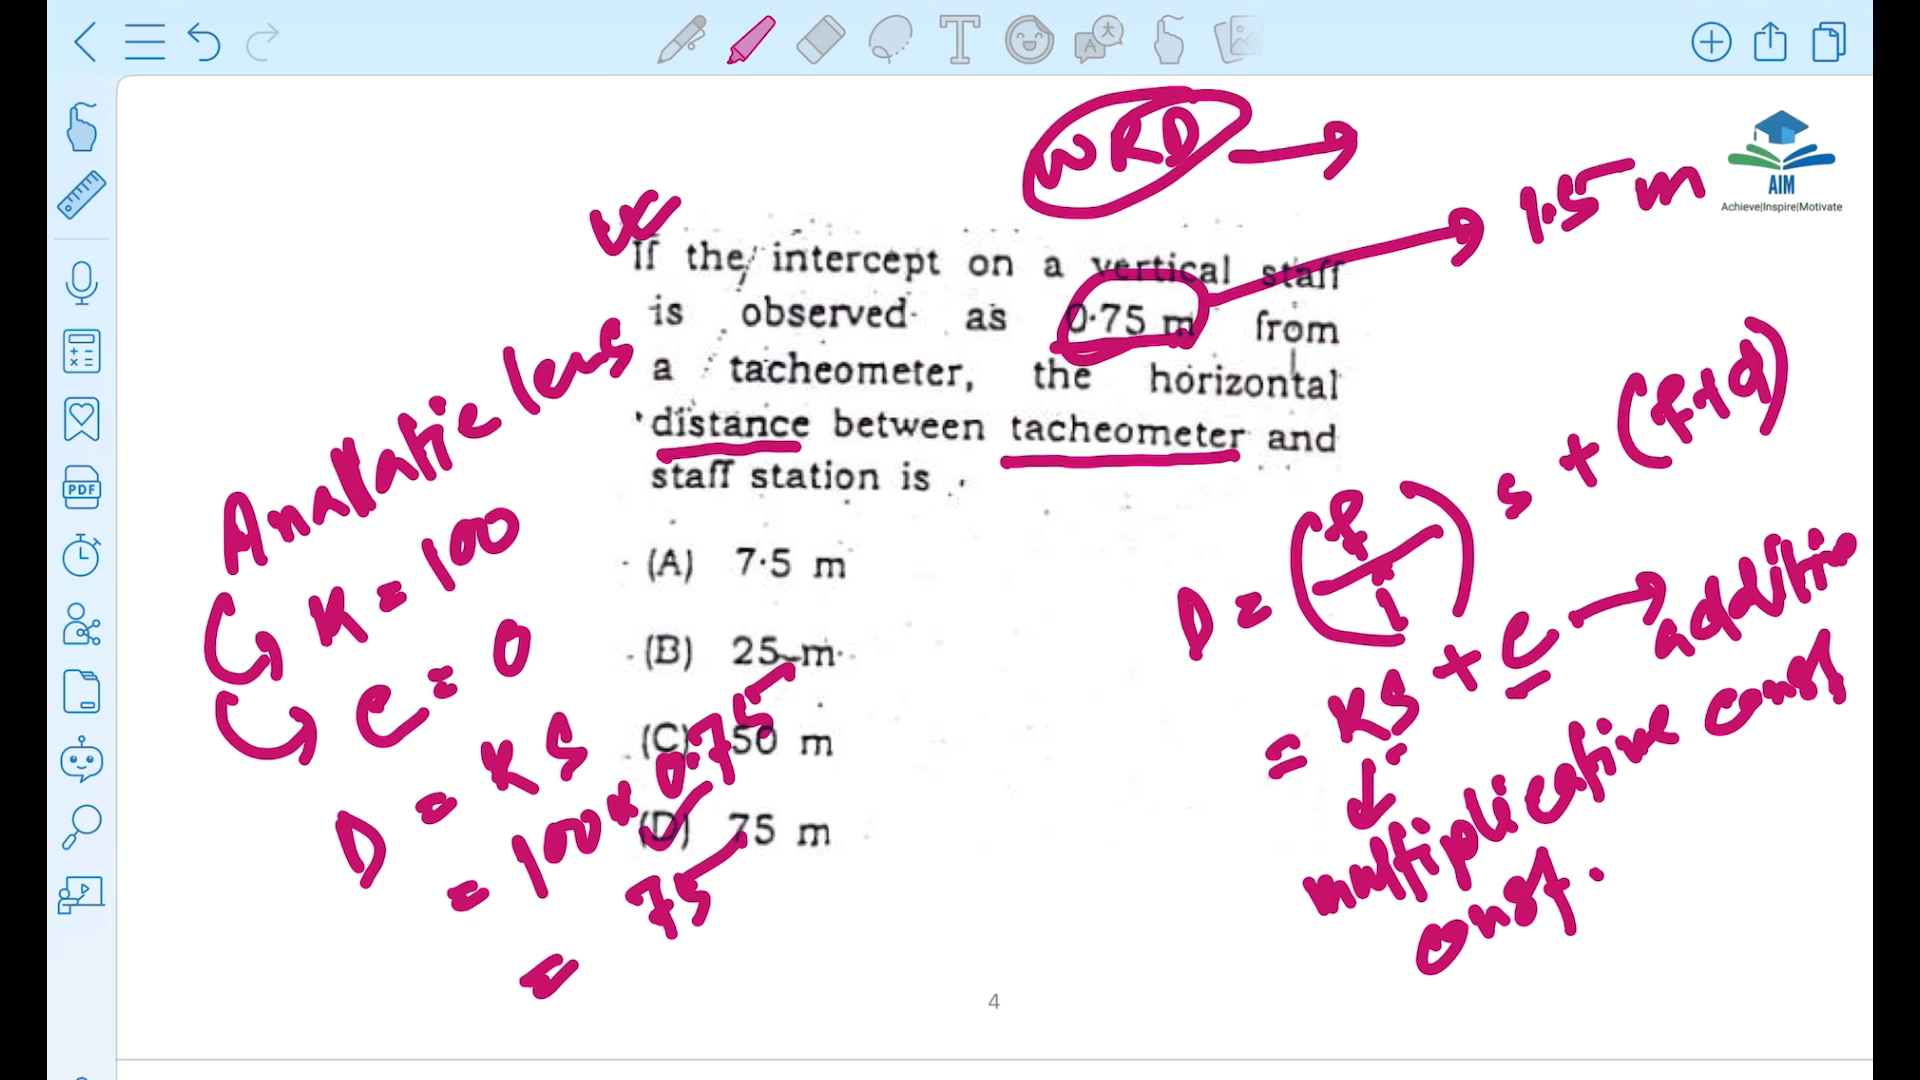 WRD
1.5 m
AIM
Achieve|Inspire|Motivate
If the intercept on a vertical staff
is observed as 0·75 m from
a tacheometer, the horizontal
distance between tacheometer and
staff station is
(A) 7·5 m
(B) 25 m
(C) 50 m
(D) 75 m
Anallatic lens
K = 100
C = 0
D = KS
= 100 × 0.75
= 75
D = (f/i) s + (f+d)
= KS + C → additive
const
multiplicative
const.
PDF
4